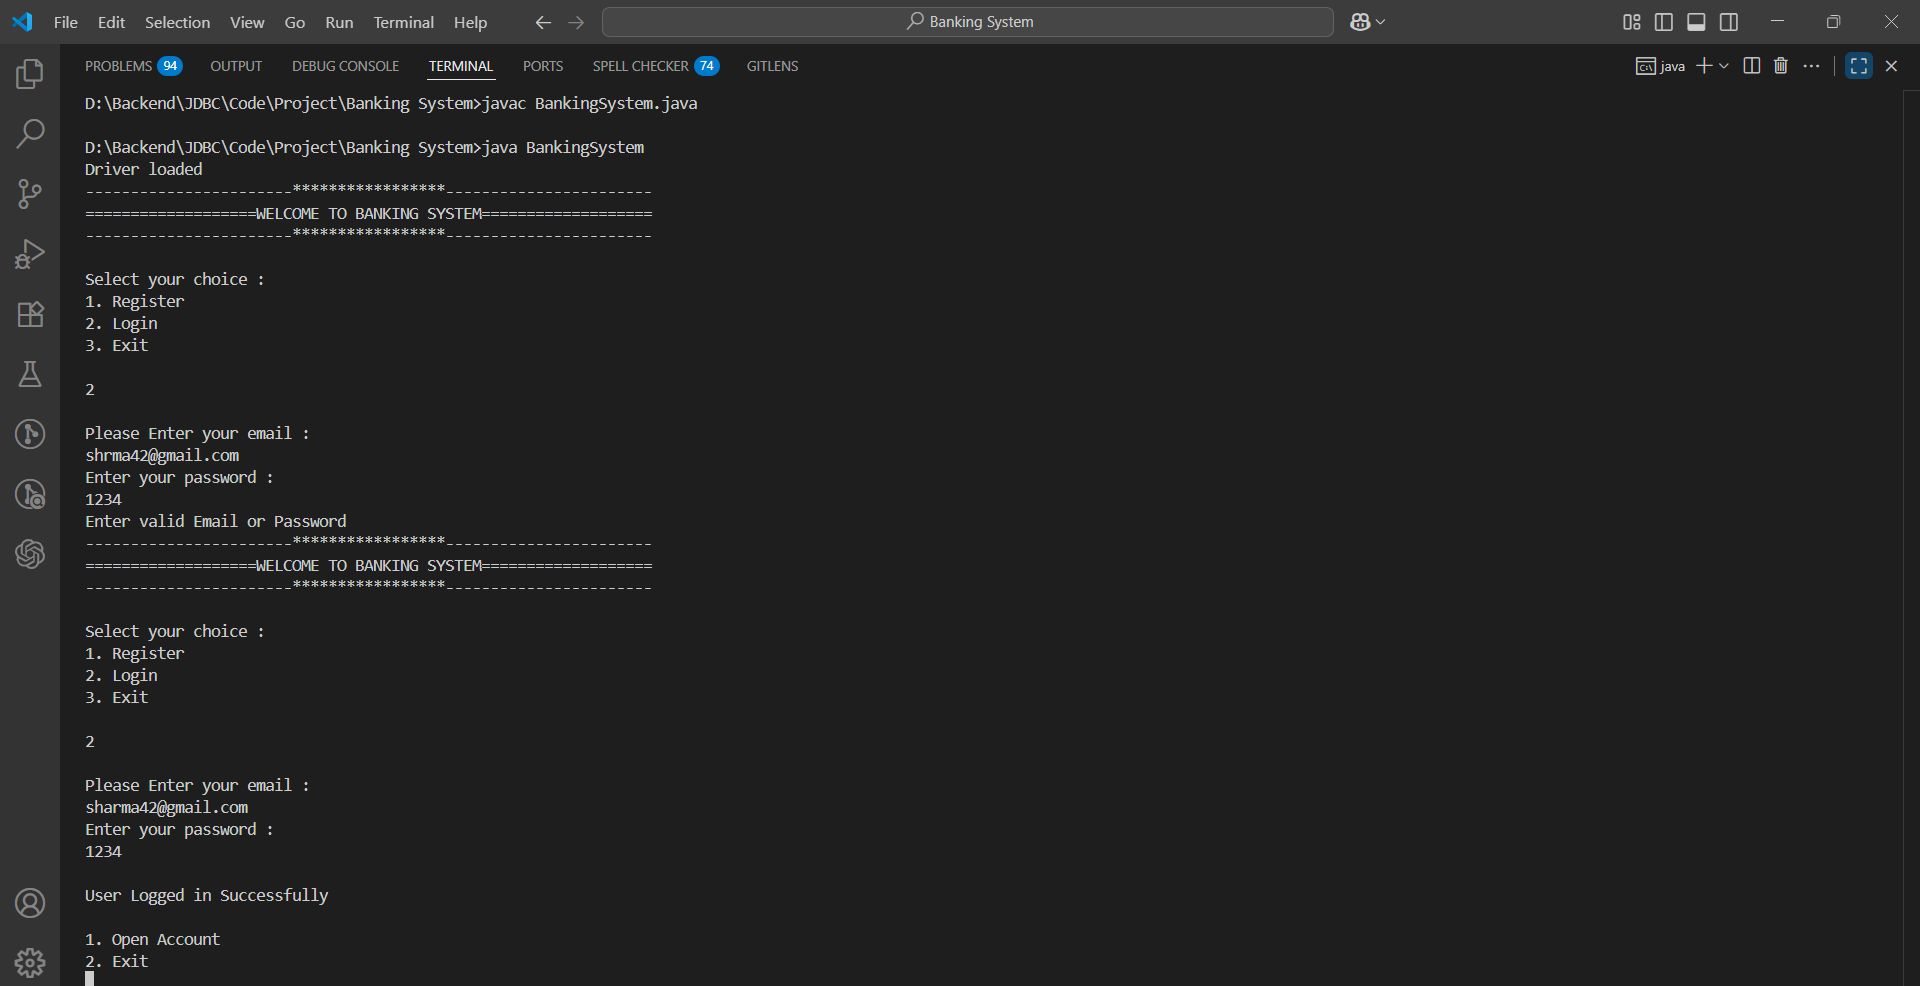 File Edit Selection View Go Run Terminal Help Banking System
PROBLEMS 94 OUTPUT DEBUG CONSOLE TERMINAL PORTS SPELL CHECKER 74 GITLENS java
D:\Backend\JDBC\Code\Project\Banking System>javac BankingSystem.java
D:\Backend\JDBC\Code\Project\Banking System>java BankingSystem
Driver loaded
-----------------------*****************-----------------------
===================WELCOME TO BANKING SYSTEM===================
-----------------------*****************-----------------------
Select your choice :
1. Register
2. Login
3. Exit
2
Please Enter your email :
shrma42@gmail.com
Enter your password :
1234
Enter valid Email or Password
-----------------------*****************-----------------------
===================WELCOME TO BANKING SYSTEM===================
-----------------------*****************-----------------------
Select your choice :
1. Register
2. Login
3. Exit
2
Please Enter your email :
sharma42@gmail.com
Enter your password :
1234
User Logged in Successfully
1. Open Account
2. Exit